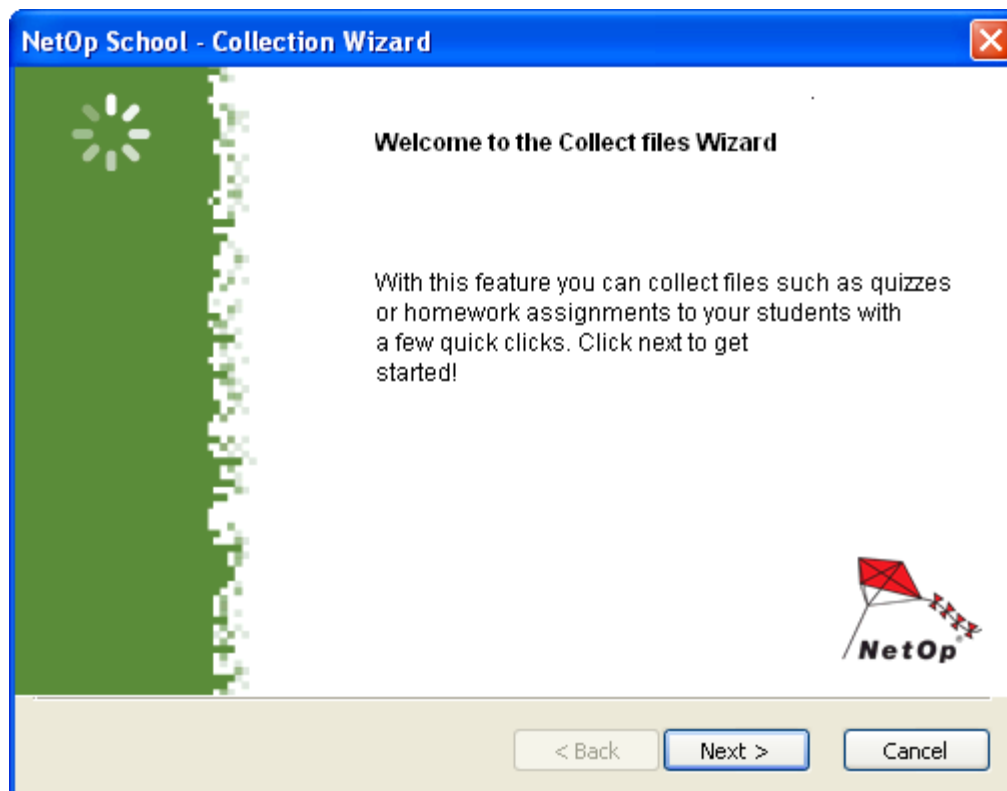 NetOp School - Collection Wizard
Welcome to the Collect files Wizard
With this feature you can collect files such as quizzes
or homework assignments to your students with
a few quick clicks. Click next to get
started!
NetOp®
< Back Next > Cancel